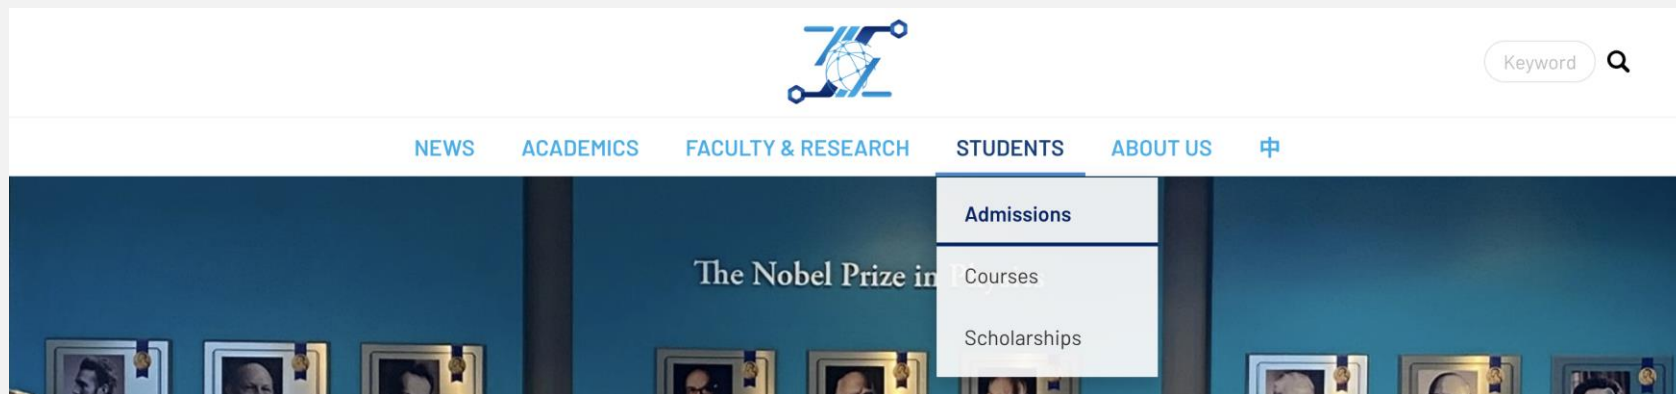 Keyword
NEWS ACADEMICS FACULTY & RESEARCH STUDENTS ABOUT US 中
Admissions
The Nobel Prize in
Courses
Scholarships